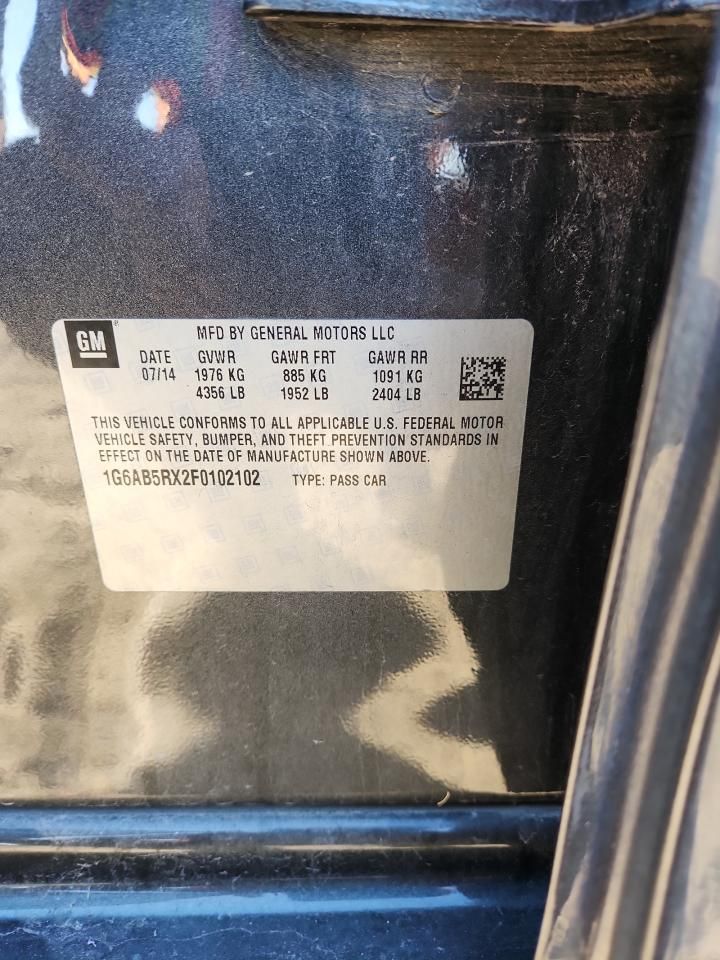 GM ® MFD BY GENERAL MOTORS LLC
DATE GVWR GAWR FRT GAWR RR
07/14 1976 KG 885 KG 1091 KG
4356 LB 1952 LB 2404 LB
THIS VEHICLE CONFORMS TO ALL APPLICABLE U.S. FEDERAL MOTOR
VEHICLE SAFETY, BUMPER, AND THEFT PREVENTION STANDARDS IN
EFFECT ON THE DATE OF MANUFACTURE SHOWN ABOVE.
1G6AB5RX2F0102102 TYPE: PASS CAR